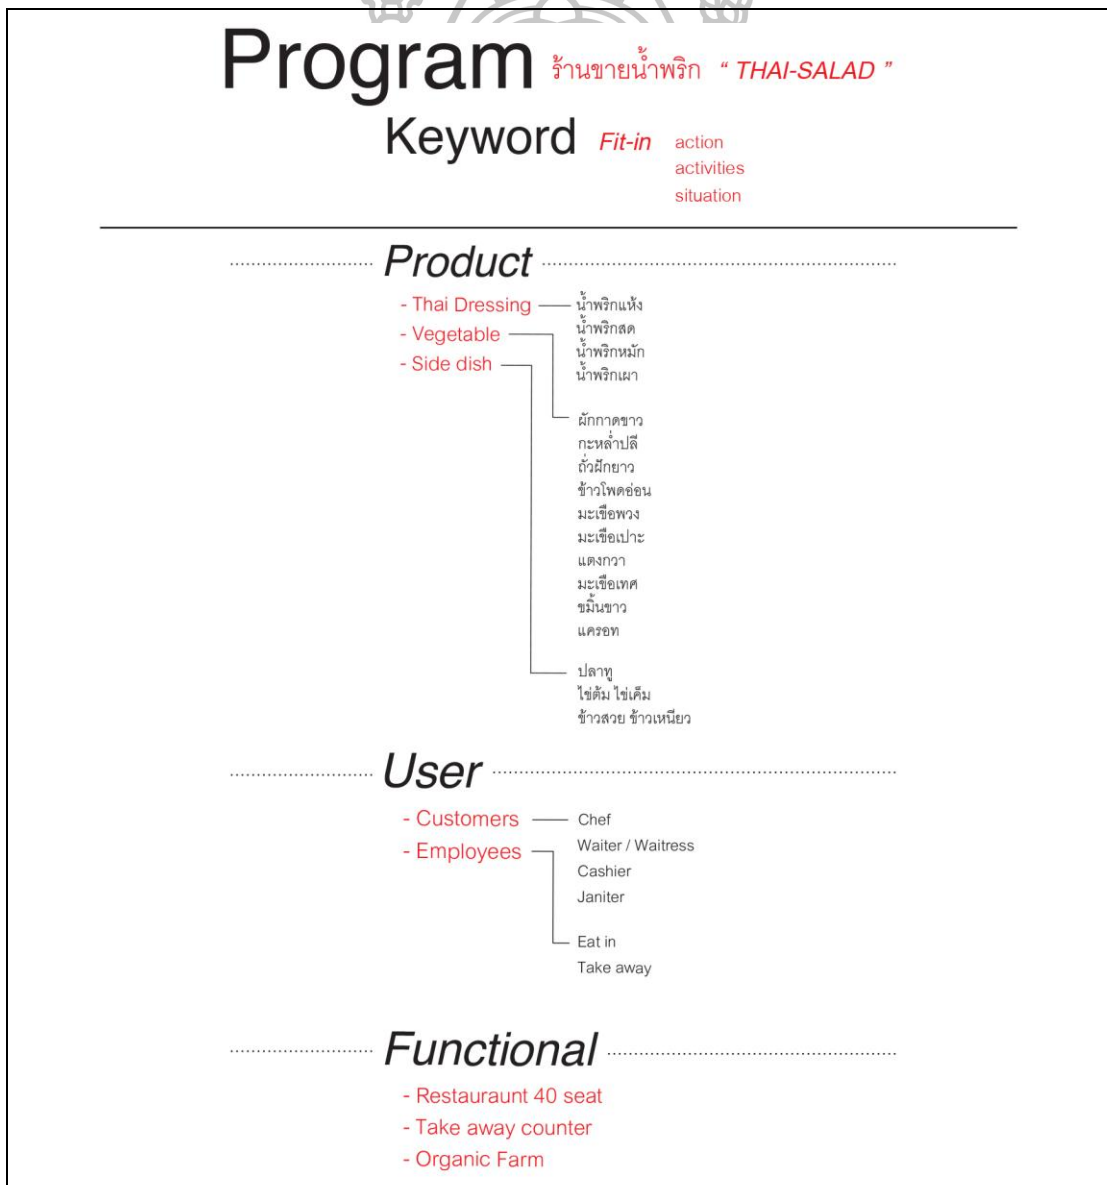 Program ร้านขายน้ำพริก “ THAI-SALAD ”
Keyword Fit-in action
activities
situation
Product
- Thai Dressing
- Vegetable
- Side dish
น้ำพริกแห้ง
น้ำพริกสด
น้ำพริกหมัก
น้ำพริกเผา
ผักกาดขาว
กะหล่ำปลี
ถั่วฝักยาว
ข้าวโพดอ่อน
มะเขือพวง
มะเขือเปาะ
แตงกวา
มะเขือเทศ
ขมิ้นขาว
แครอท
ปลาทู
ไข่ต้ม ไข่เค็ม
ข้าวสวย ข้าวเหนียว
User
- Customers
- Employees
Chef
Waiter / Waitress
Cashier
Janiter
Eat in
Take away
Functional
- Restauraunt 40 seat
- Take away counter
- Organic Farm